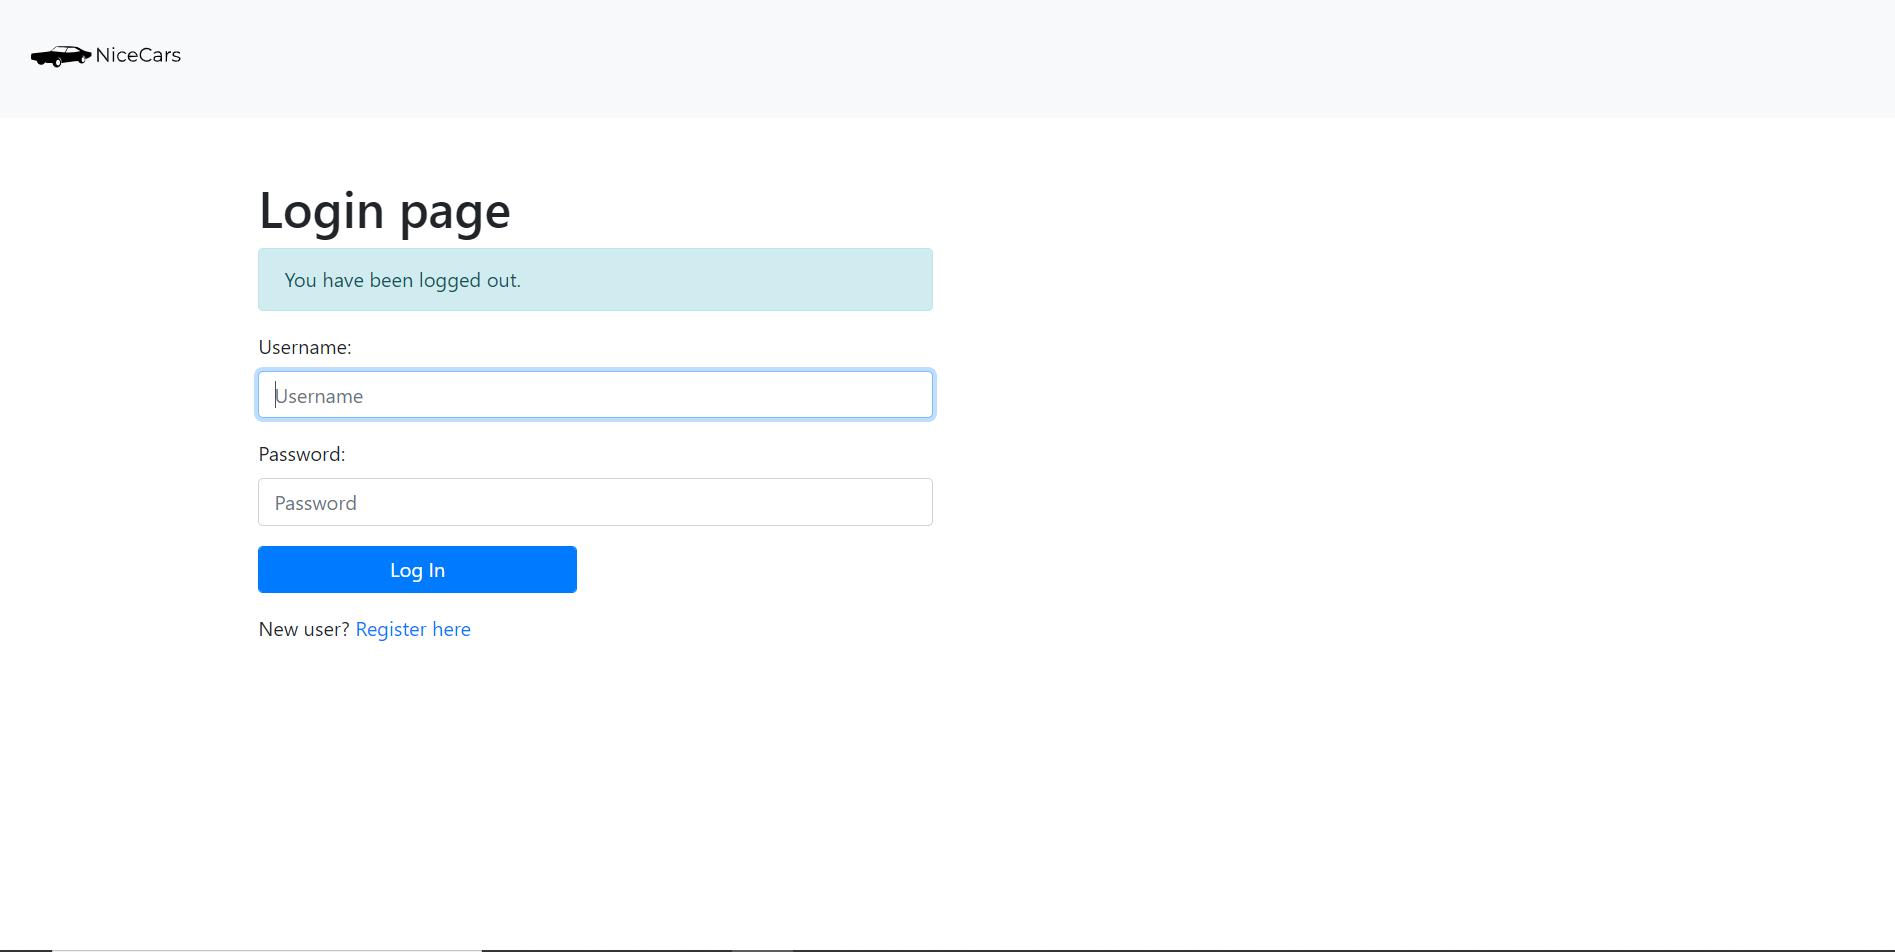 NiceCars
Login page
You have been logged out.
Username:
Username
Password:
Password
Log In
New user? Register here